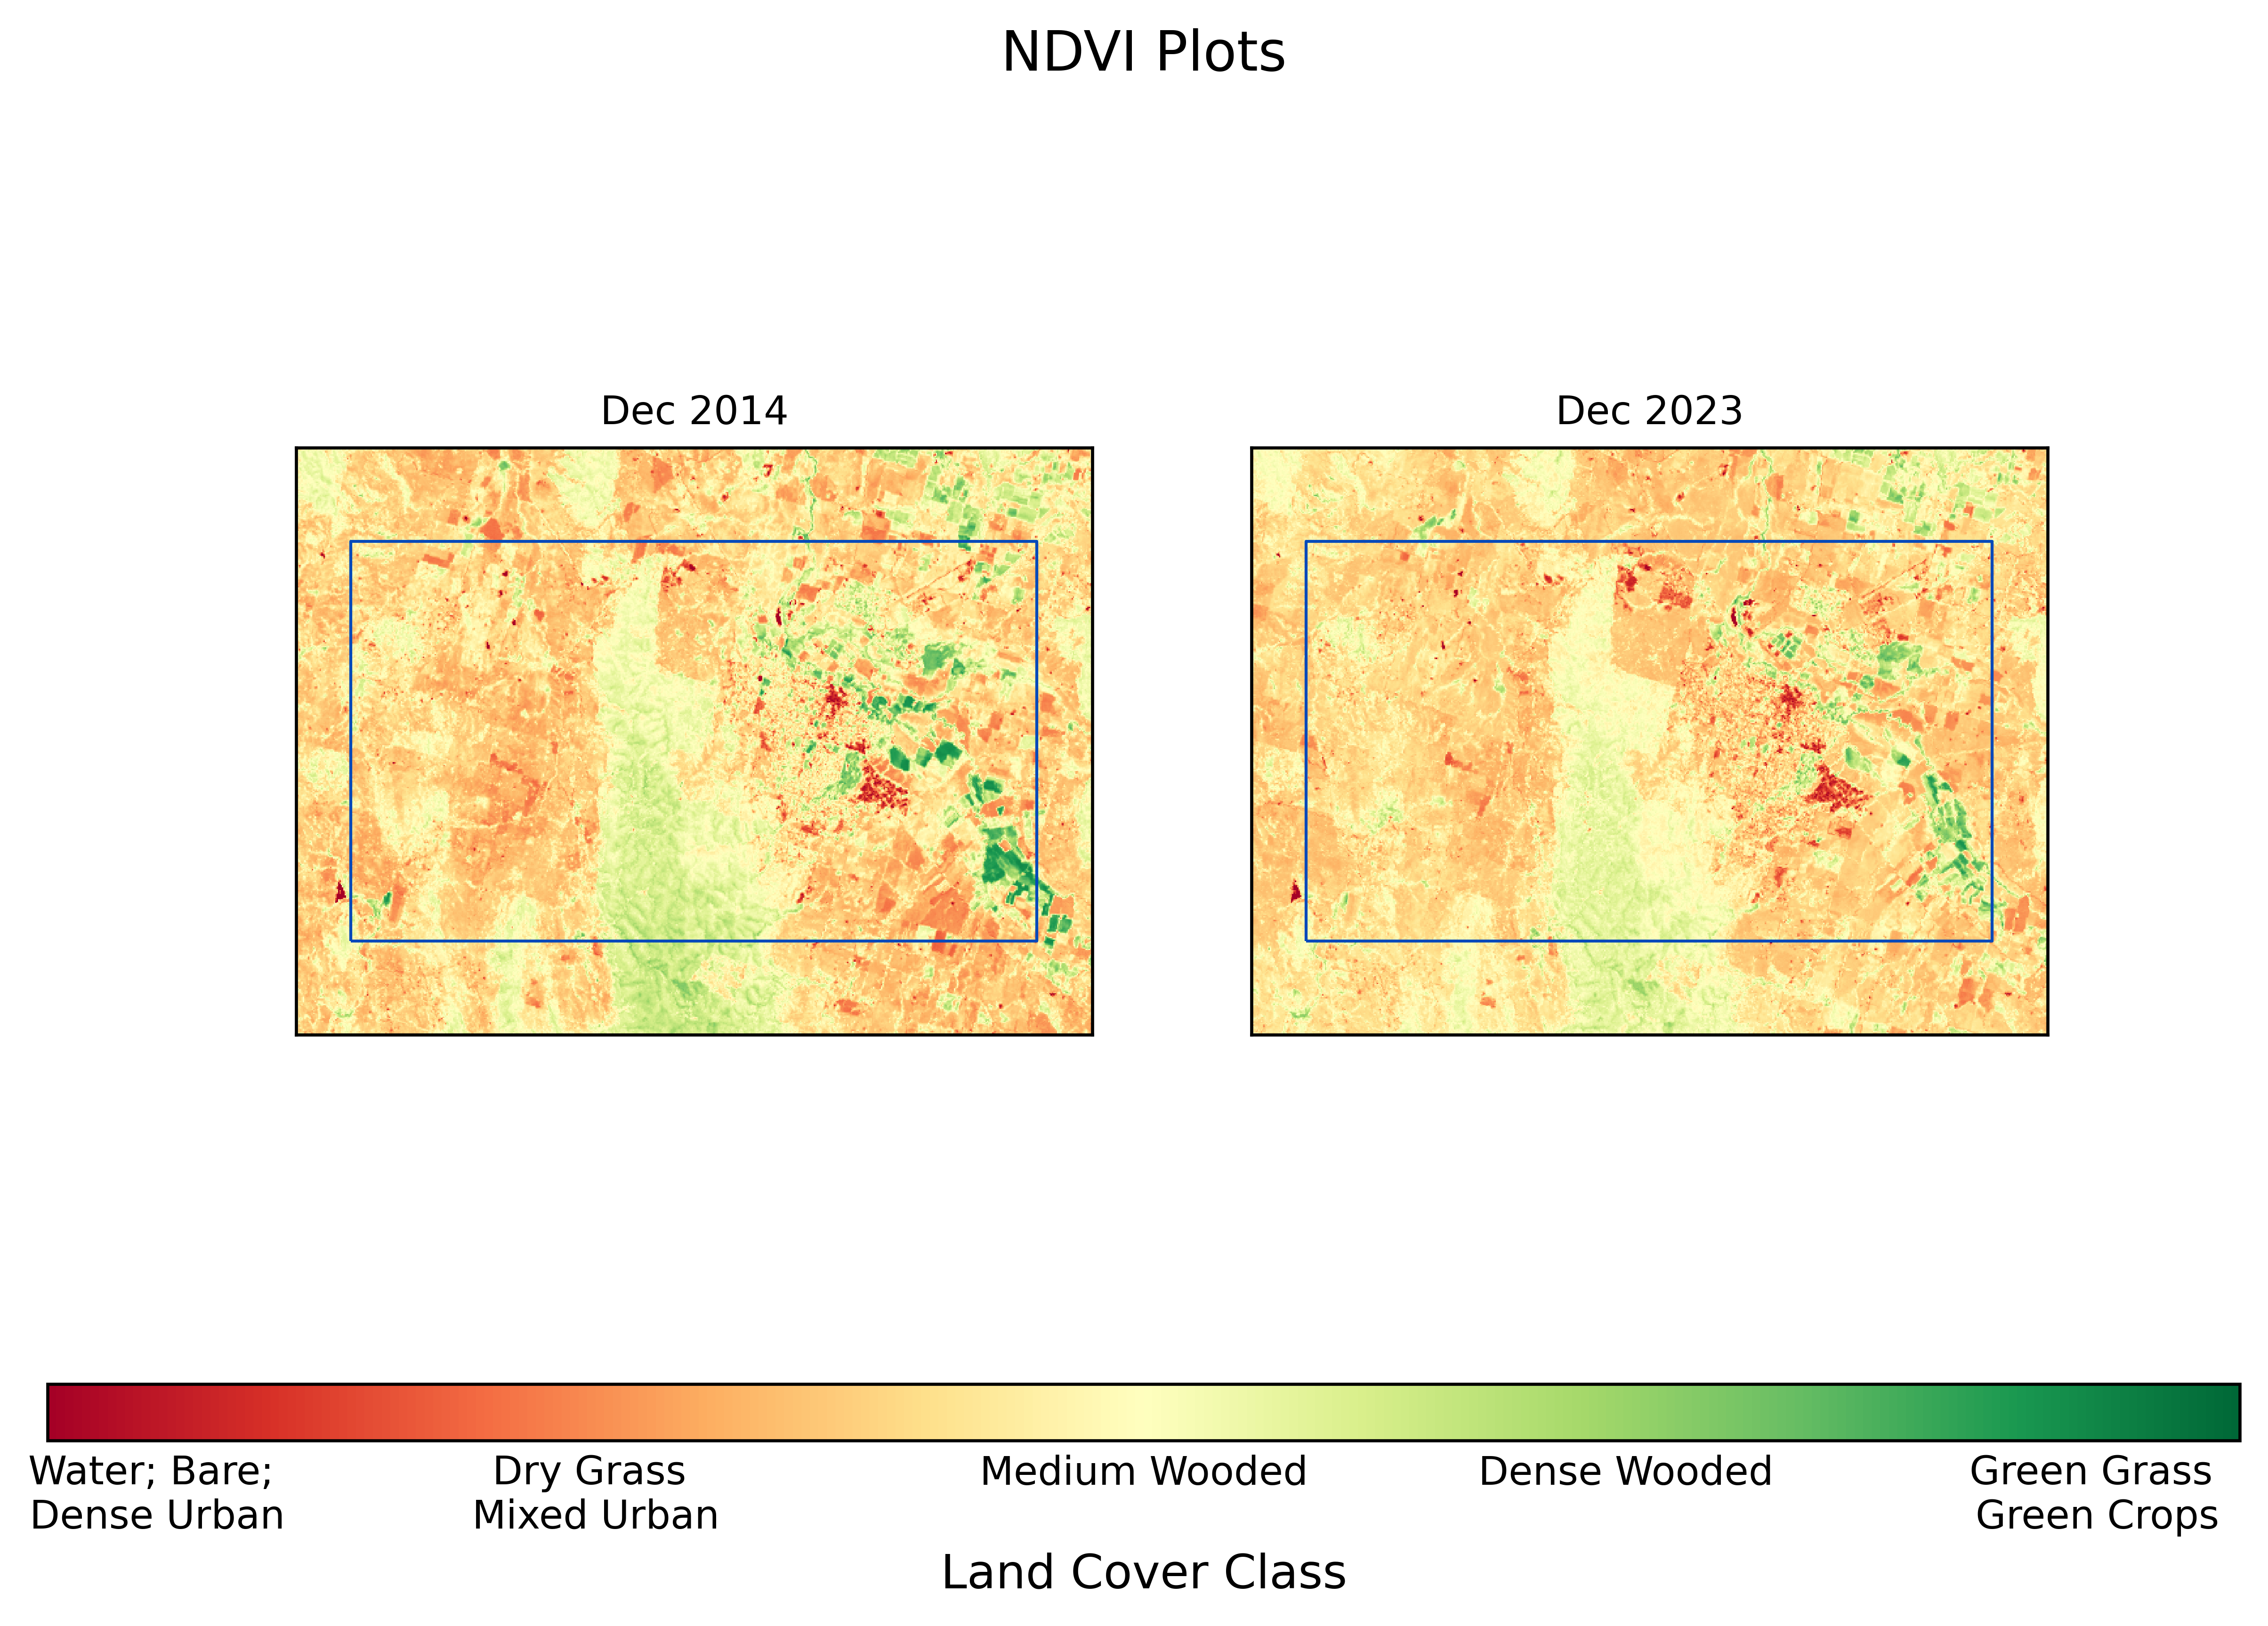 NDVI Plots
Dec 2014
Dec 2023
Water; Bare;
Dense Urban
Dry Grass
Mixed Urban
Medium Wooded
Dense Wooded
Green Grass
Green Crops
Land Cover Class